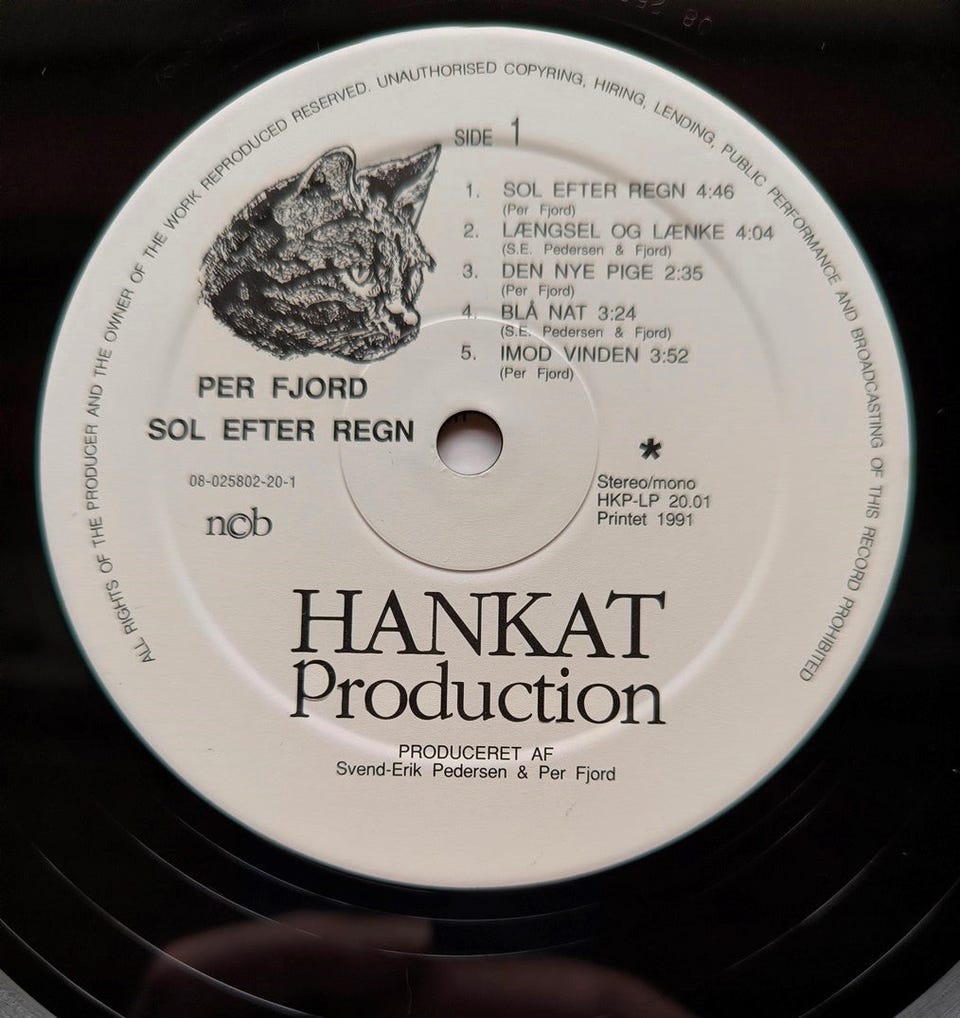 ALL RIGHTS OF THE PRODUCER AND THE OWNER OF THE WORK REPRODUCED RESERVED. UNAUTHORISED COPYRING, HIRING, LENDING, PUBLIC PERFORMANCE AND BROADCASTING OF THIS RECORD PROHIBITED
SIDE 1
1. SOL EFTER REGN 4:46
(Per Fjord)
2. LÆNGSEL OG LÆNKE 4:04
(S.E. Pedersen & Fjord)
3. DEN NYE PIGE 2:35
(Per Fjord)
4. BLÅ NAT 3:24
(S.E. Pedersen & Fjord)
5. IMOD VINDEN 3:52
(Per Fjord)
PER FJORD
SOL EFTER REGN
08-025802-20-1
ncb
*
Stereo/mono
HKP-LP 20.01
Printet 1991
HANKAT
Production
PRODUCERET AF
Svend-Erik Pedersen & Per Fjord